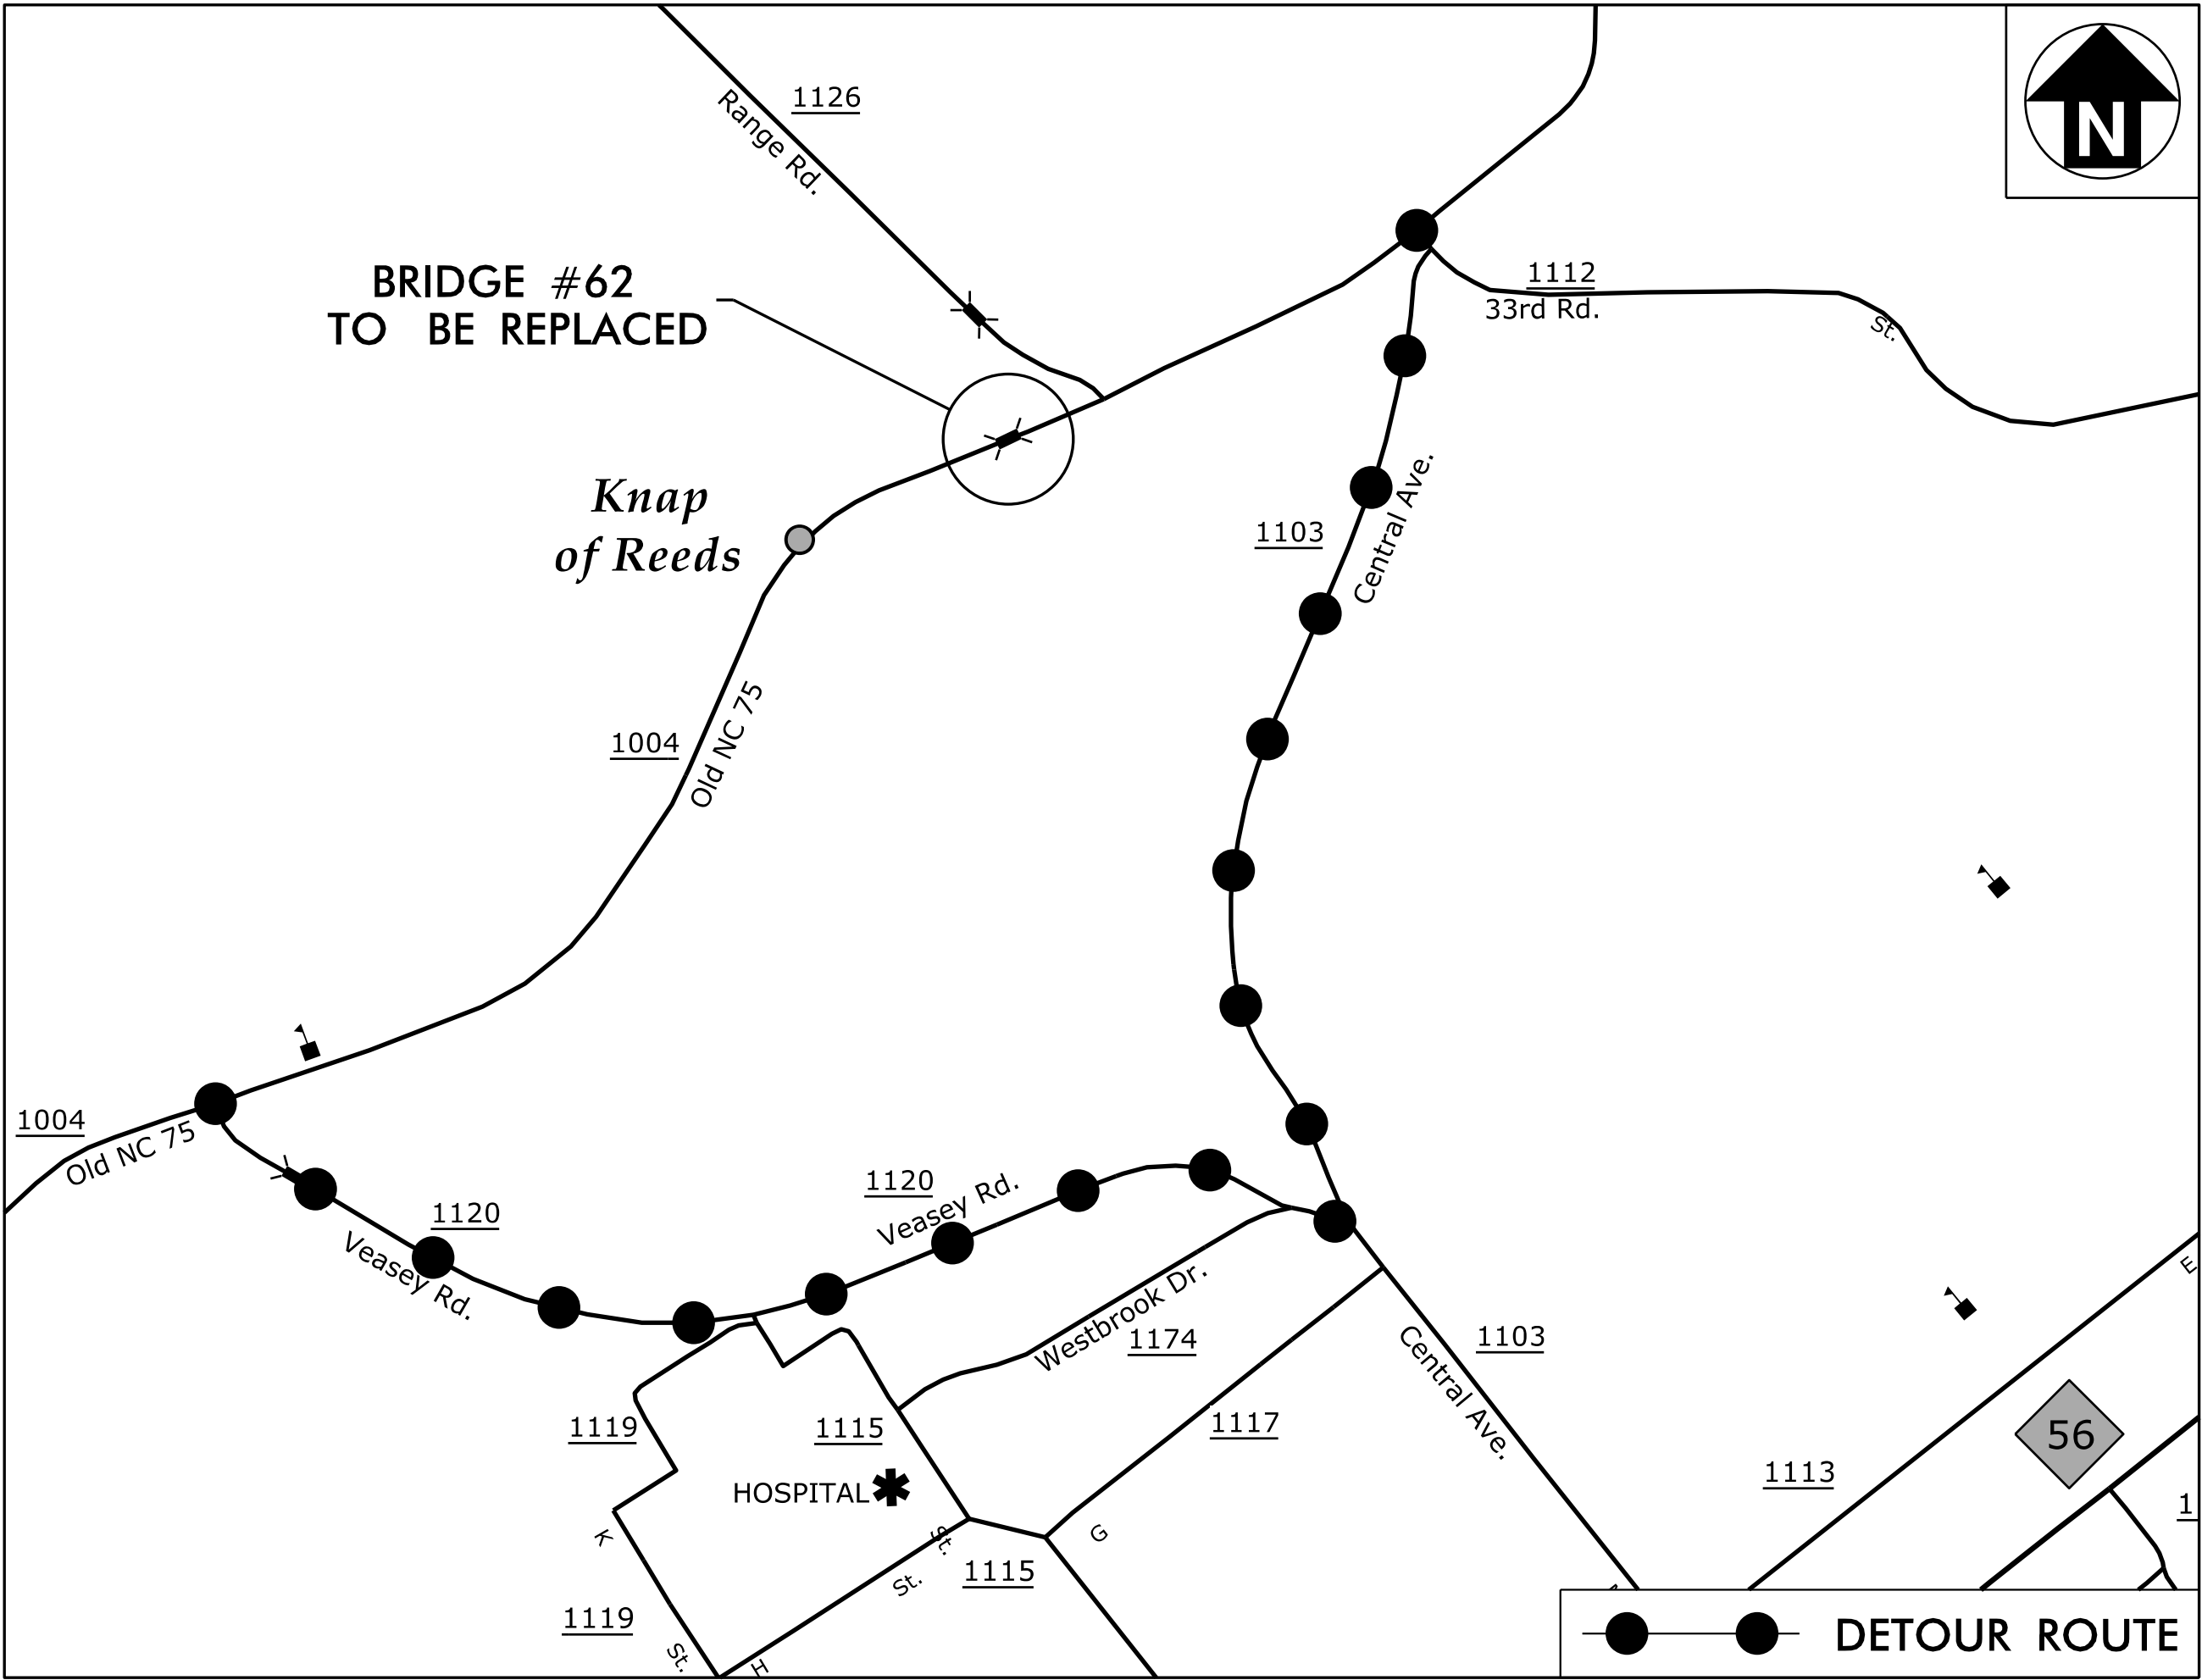 1126
Range Rd.
N
BRIDGE #62
TO BE REPLACED
1112
33rd Rd.
St.
Knap
of Reeds
1103
Central Ave.
1004
Old NC 75
1004
Old NC 75
1120
Veasey Rd.
1120
Veasey Rd.
Westbrook Dr.
1174
1103
Central Ave.
E
1119
1115
1117
56
1113
HOSPITAL
K
St.
G
1
St.
1115
1119
St.
H
DETOUR ROUTE